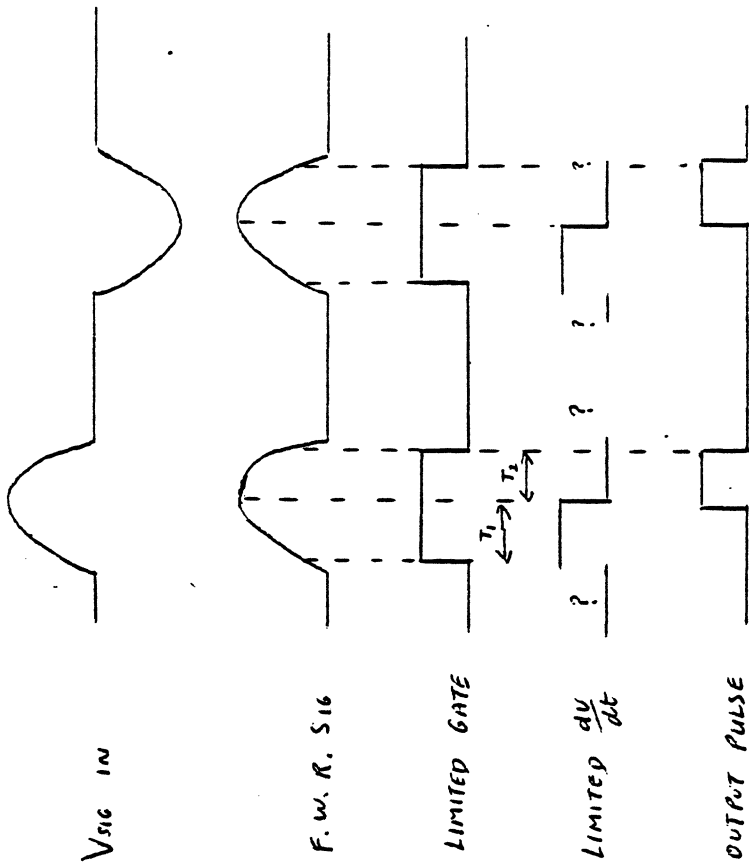 VSIG IN
F. W. R. SIG
LIMITED GATE
T1
T2
LIMITED dv/dt
?
?
?
?
OUTPUT PULSE